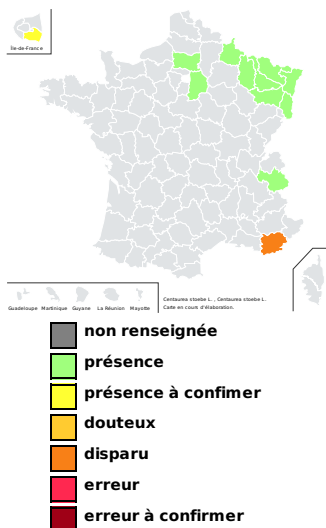 Île-de-France
Guadeloupe Martinique Guyane La Réunion Mayotte
Centaurea stoebe L. , Centaurea stoebe L.
Carte en cours d'élaboration.
non renseignée
présence
présence à confimer
douteux
disparu
erreur
erreur à confirmer